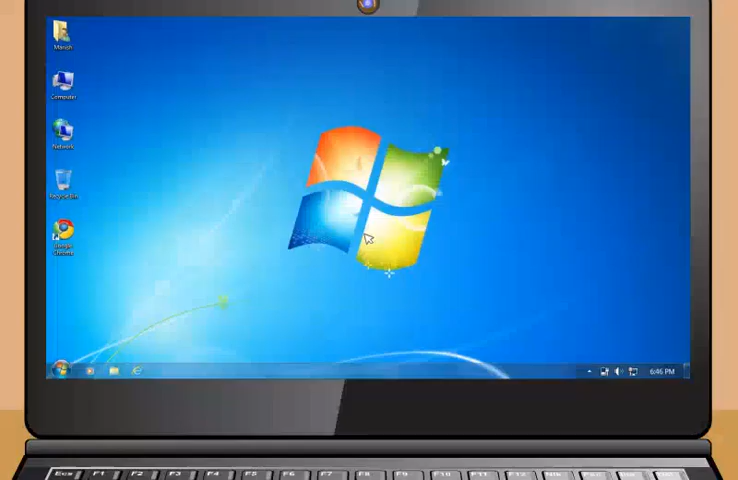 Manish
Computer
Network
Recycle Bin
Google
Chrome
6:46 PM
Esc F1 F2 F3 F4 F5 F6 F7 F8 F9 F10 F11 F12